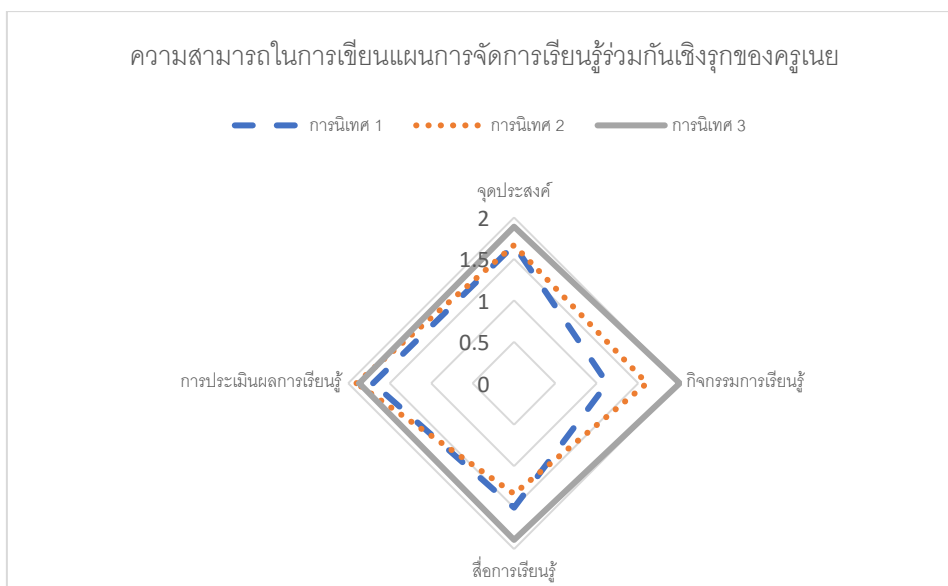 ความสามารถในการเขียนแผนการจัดการเรียนรู้ร่วมกันเชิงรุกของครูเนย
การนิเทศ 1 การนิเทศ 2 การนิเทศ 3
จุดประสงค์
2
1.5
1
0.5
การประเมินผลการเรียนรู้ 0 กิจกรรมการเรียนรู้
สื่อการเรียนรู้